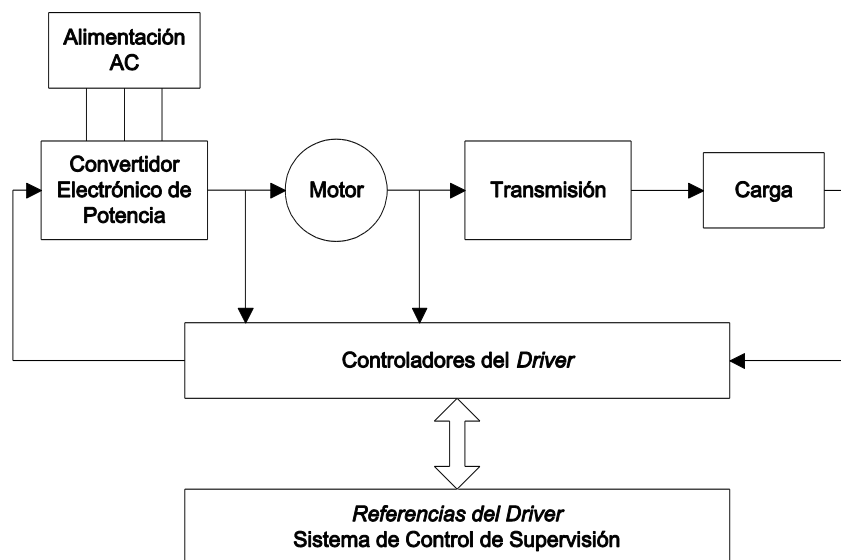 Alimentación
AC
Convertidor
Electrónico de
Potencia
Motor
Transmisión
Carga
Controladores del Driver
Referencias del Driver
Sistema de Control de Supervisión